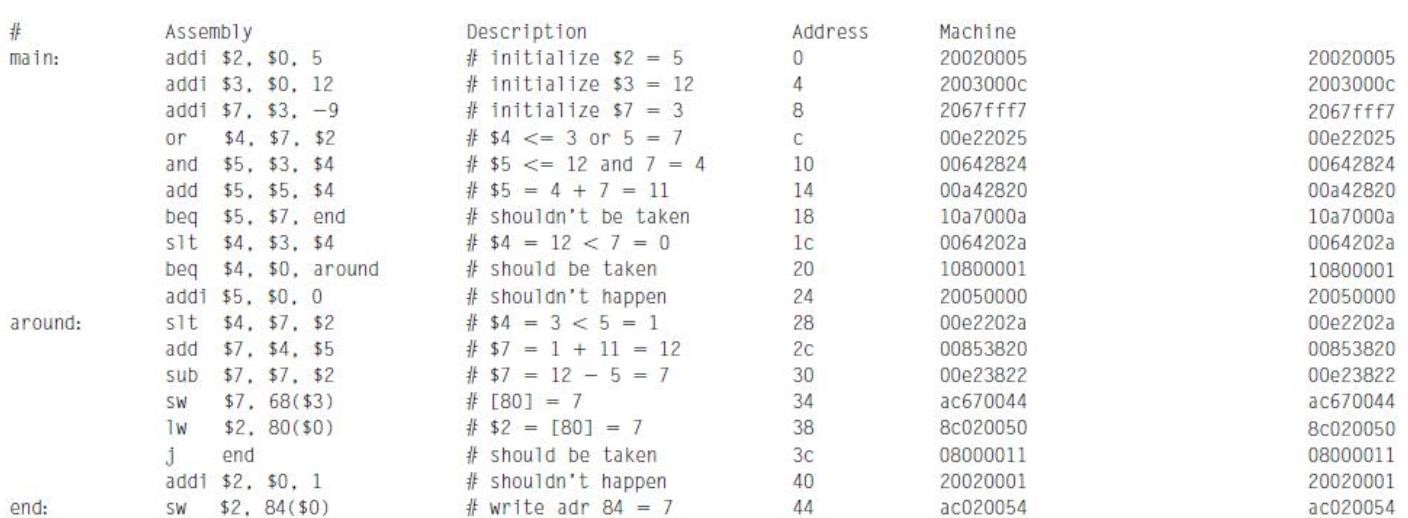 # Assembly Description Address Machine
main: addi $2, $0, 5 # initialize $2 = 5 0 20020005 20020005
addi $3, $0, 12 # initialize $3 = 12 4 2003000c 2003000c
addi $7, $3, −9 # initialize $7 = 3 8 2067fff7 2067fff7
or $4, $7, $2 # $4 <= 3 or 5 = 7 c 00e22025 00e22025
and $5, $3, $4 # $5 <= 12 and 7 = 4 10 00642824 00642824
add $5, $5, $4 # $5 = 4 + 7 = 11 14 00a42820 00a42820
beq $5, $7, end # shouldn't be taken 18 10a7000a 10a7000a
slt $4, $3, $4 # $4 = 12 < 7 = 0 1c 0064202a 0064202a
beq $4, $0, around # should be taken 20 10800001 10800001
addi $5, $0, 0 # shouldn't happen 24 20050000 20050000
around: slt $4, $7, $2 # $4 = 3 < 5 = 1 28 00e2202a 00e2202a
add $7, $4, $5 # $7 = 1 + 11 = 12 2c 00853820 00853820
sub $7, $7, $2 # $7 = 12 − 5 = 7 30 00e23822 00e23822
sw $7, 68($3) # [80] = 7 34 ac670044 ac670044
lw $2, 80($0) # $2 = [80] = 7 38 8c020050 8c020050
j end # should be taken 3c 08000011 08000011
addi $2, $0, 1 # shouldn't happen 40 20020001 20020001
end: sw $2, 84($0) # write adr 84 = 7 44 ac020054 ac020054